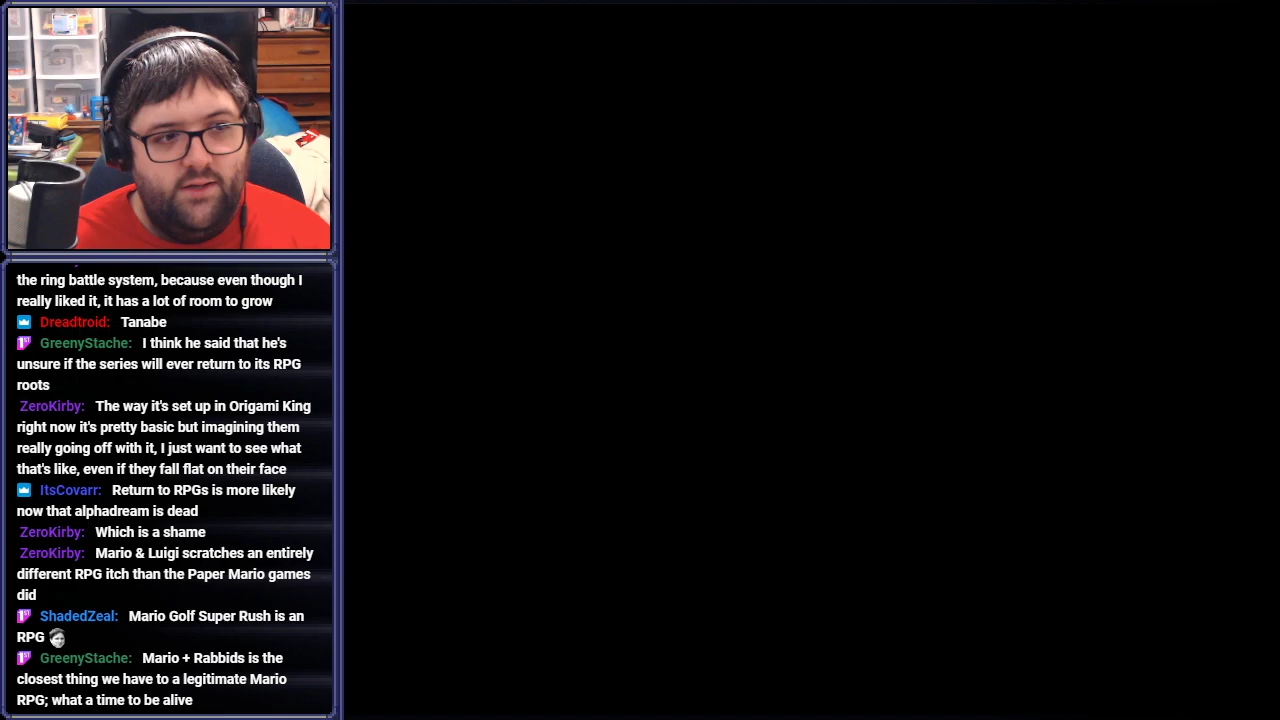 the ring battle system, because even though I
really liked it, it has a lot of room to grow
Dreadtroid: Tanabe
1ST GreenyStache: I think he said that he's
unsure if the series will ever return to its RPG
roots
ZeroKirby: The way it's set up in Origami King
right now it's pretty basic but imagining them
really going off with it, I just want to see what
that's like, even if they fall flat on their face
ItsCovarr: Return to RPGs is more likely
now that alphadream is dead
ZeroKirby: Which is a shame
ZeroKirby: Mario & Luigi scratches an entirely
different RPG itch than the Paper Mario games
did
1ST ShadedZeal: Mario Golf Super Rush is an
RPG
1ST GreenyStache: Mario + Rabbids is the
closest thing we have to a legitimate Mario
RPG; what a time to be alive